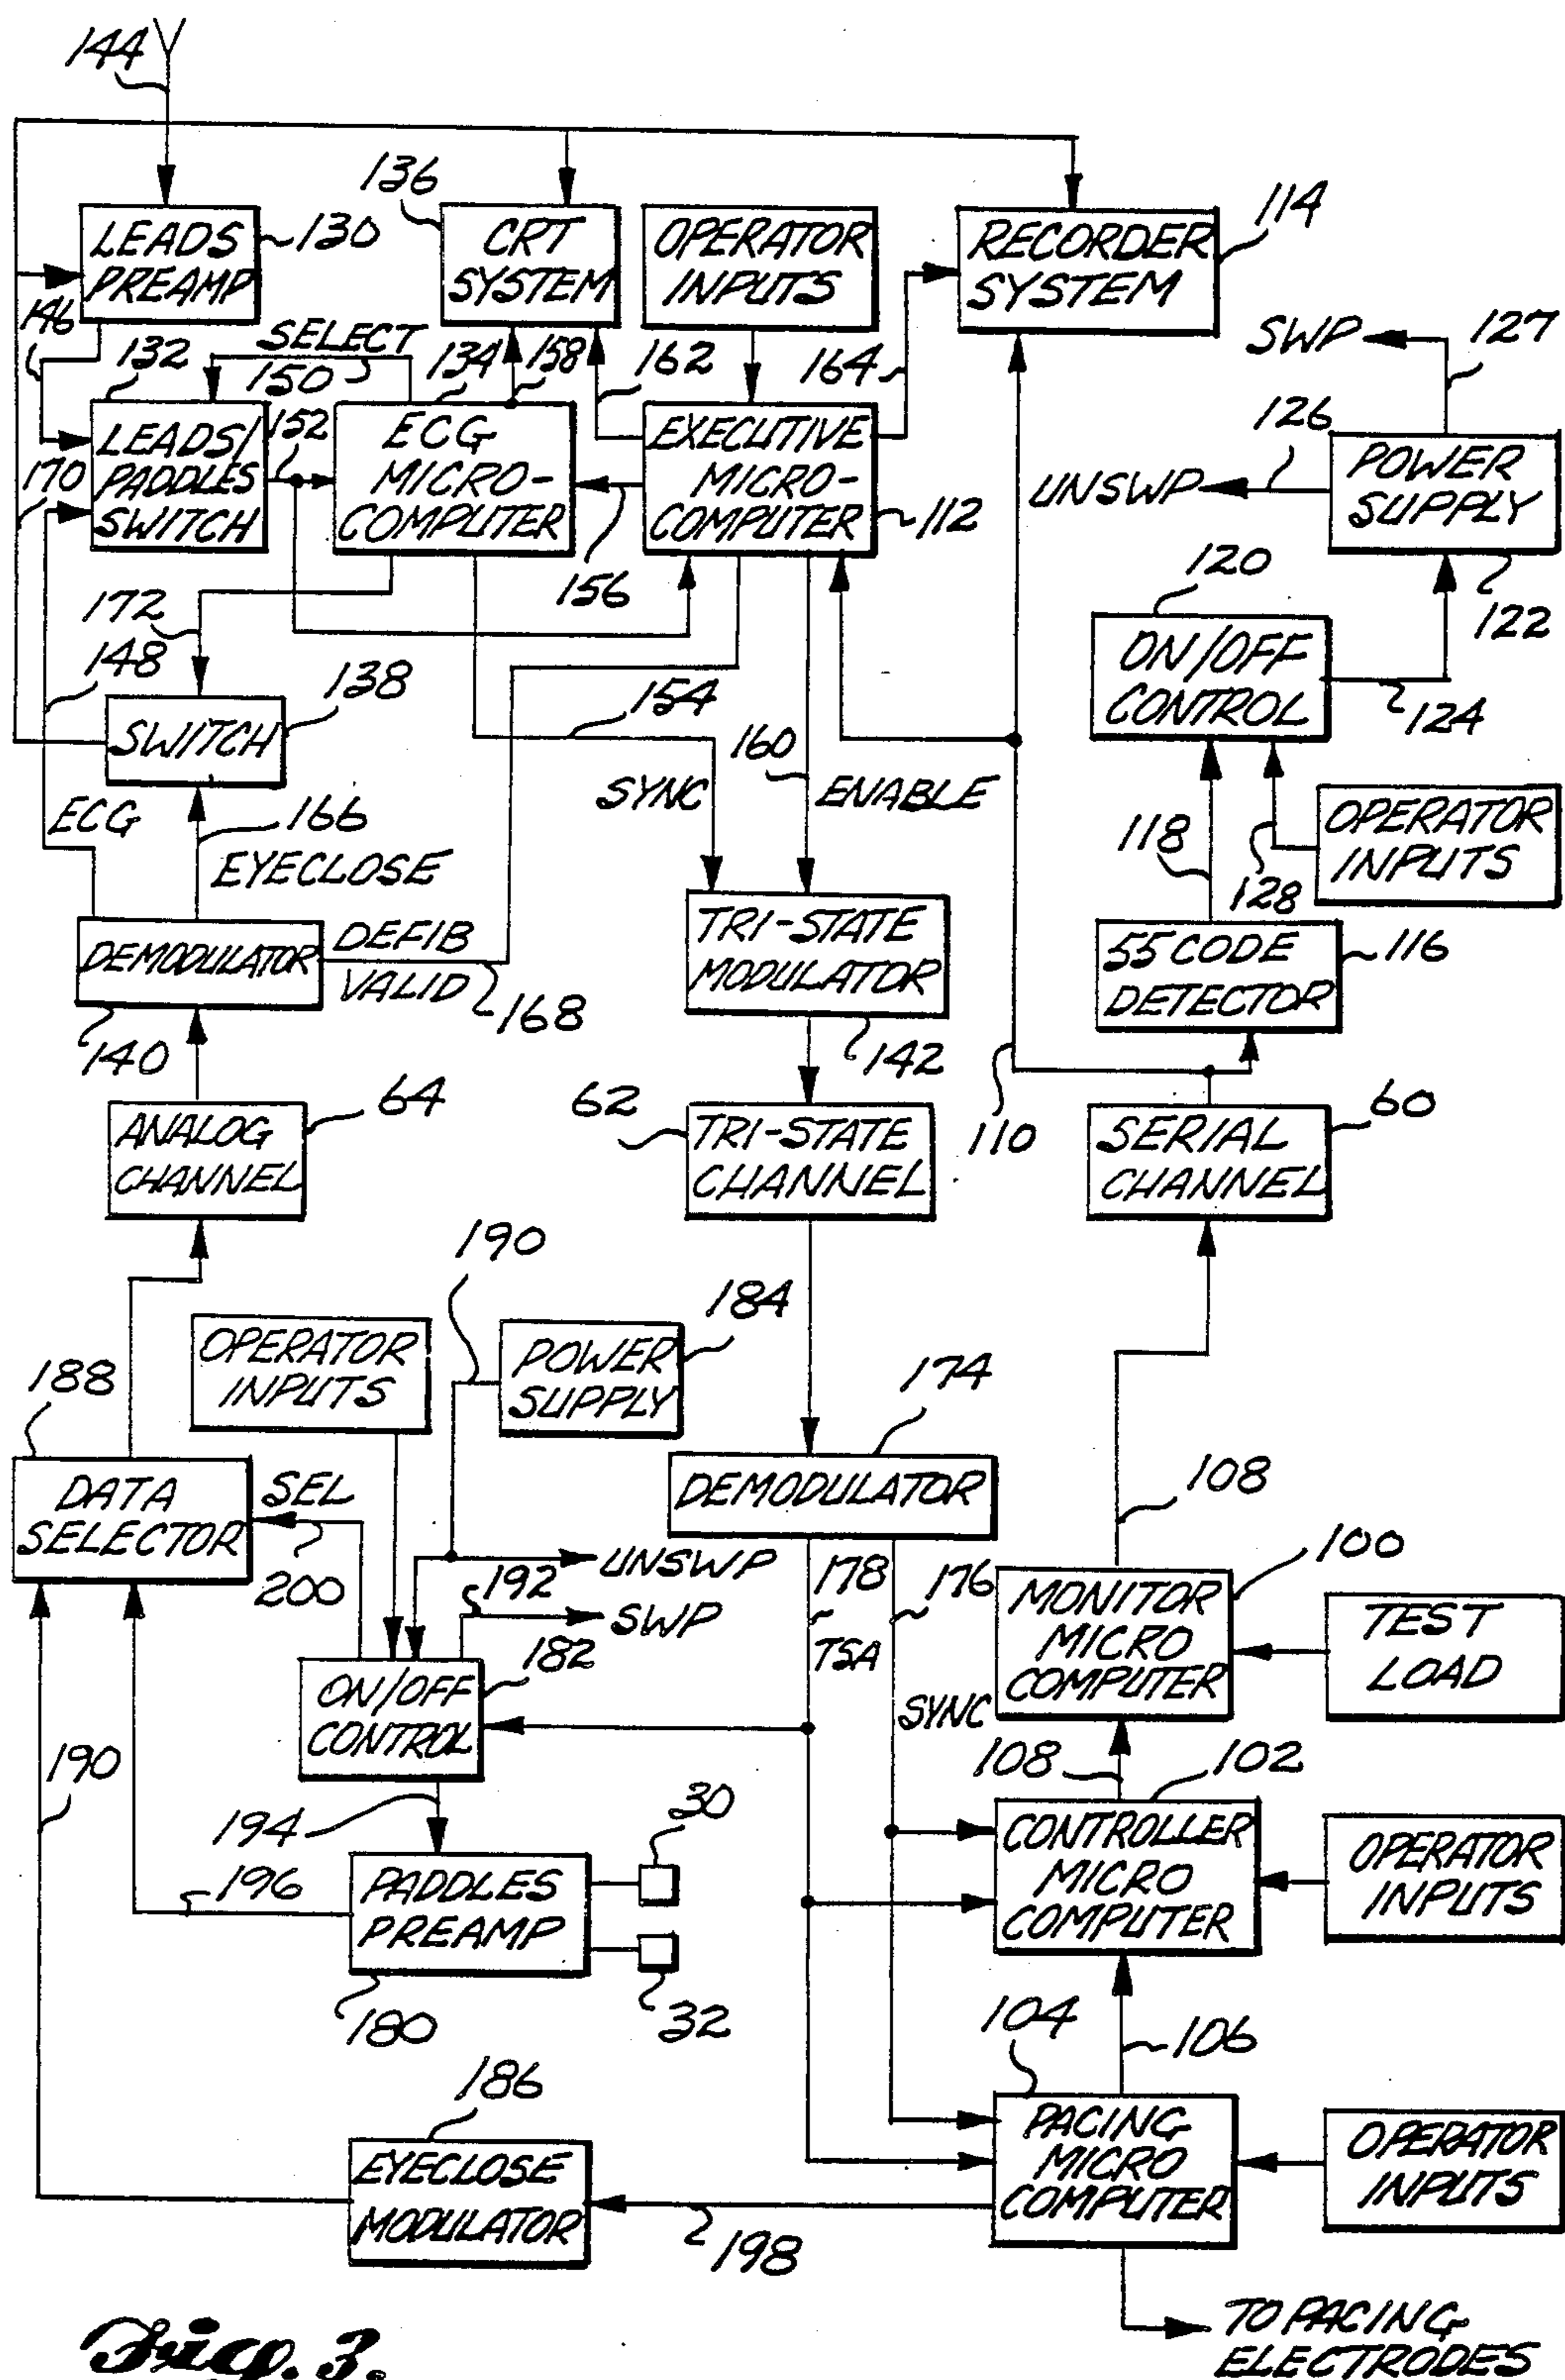 144
136
114
LEADS
PREAMP
130
CRT
SYSTEM
OPERATOR
INPUTS
RECORDER
SYSTEM
146
SELECT
132
150
134
158
162
164
SWP
127
LEADS/
PADDLES
SWITCH
152
ECG
MICRO-
COMPUTER
EXECUTIVE
MICRO-
COMPUTER
112
126
UNSWP
POWER
SUPPLY
170
156
120
122
172
148
138
SWITCH
154
ON/OFF
CONTROL
124
160
SYNC
ENABLE
ECG
166
EYECLOSE
118
128
OPERATOR
INPUTS
DEMODULATOR
DEFIB
VALID
168
140
TRI-STATE
MODULATOR
142
55 CODE
DETECTOR
116
64
62
60
ANALOG
CHANNEL
TRI-STATE
CHANNEL
110
SERIAL
CHANNEL
190
184
OPERATOR
INPUTS
POWER
SUPPLY
188
174
DATA
SELECTOR
SEL
200
DEMODULATOR
108
192
UNSWP
SWP
178
176
100
TSA
MONITOR
MICRO
COMPUTER
TEST
LOAD
182
ON/OFF
CONTROL
SYNC
190
108
102
194
30
CONTROLLER
MICRO
COMPUTER
OPERATOR
INPUTS
196
PADDLES
PREAMP
180
32
104
106
186
PACING
MICRO
COMPUTER
OPERATOR
INPUTS
EYECLOSE
MODULATOR
198
TO PACING
ELECTRODES
Fig. 3.